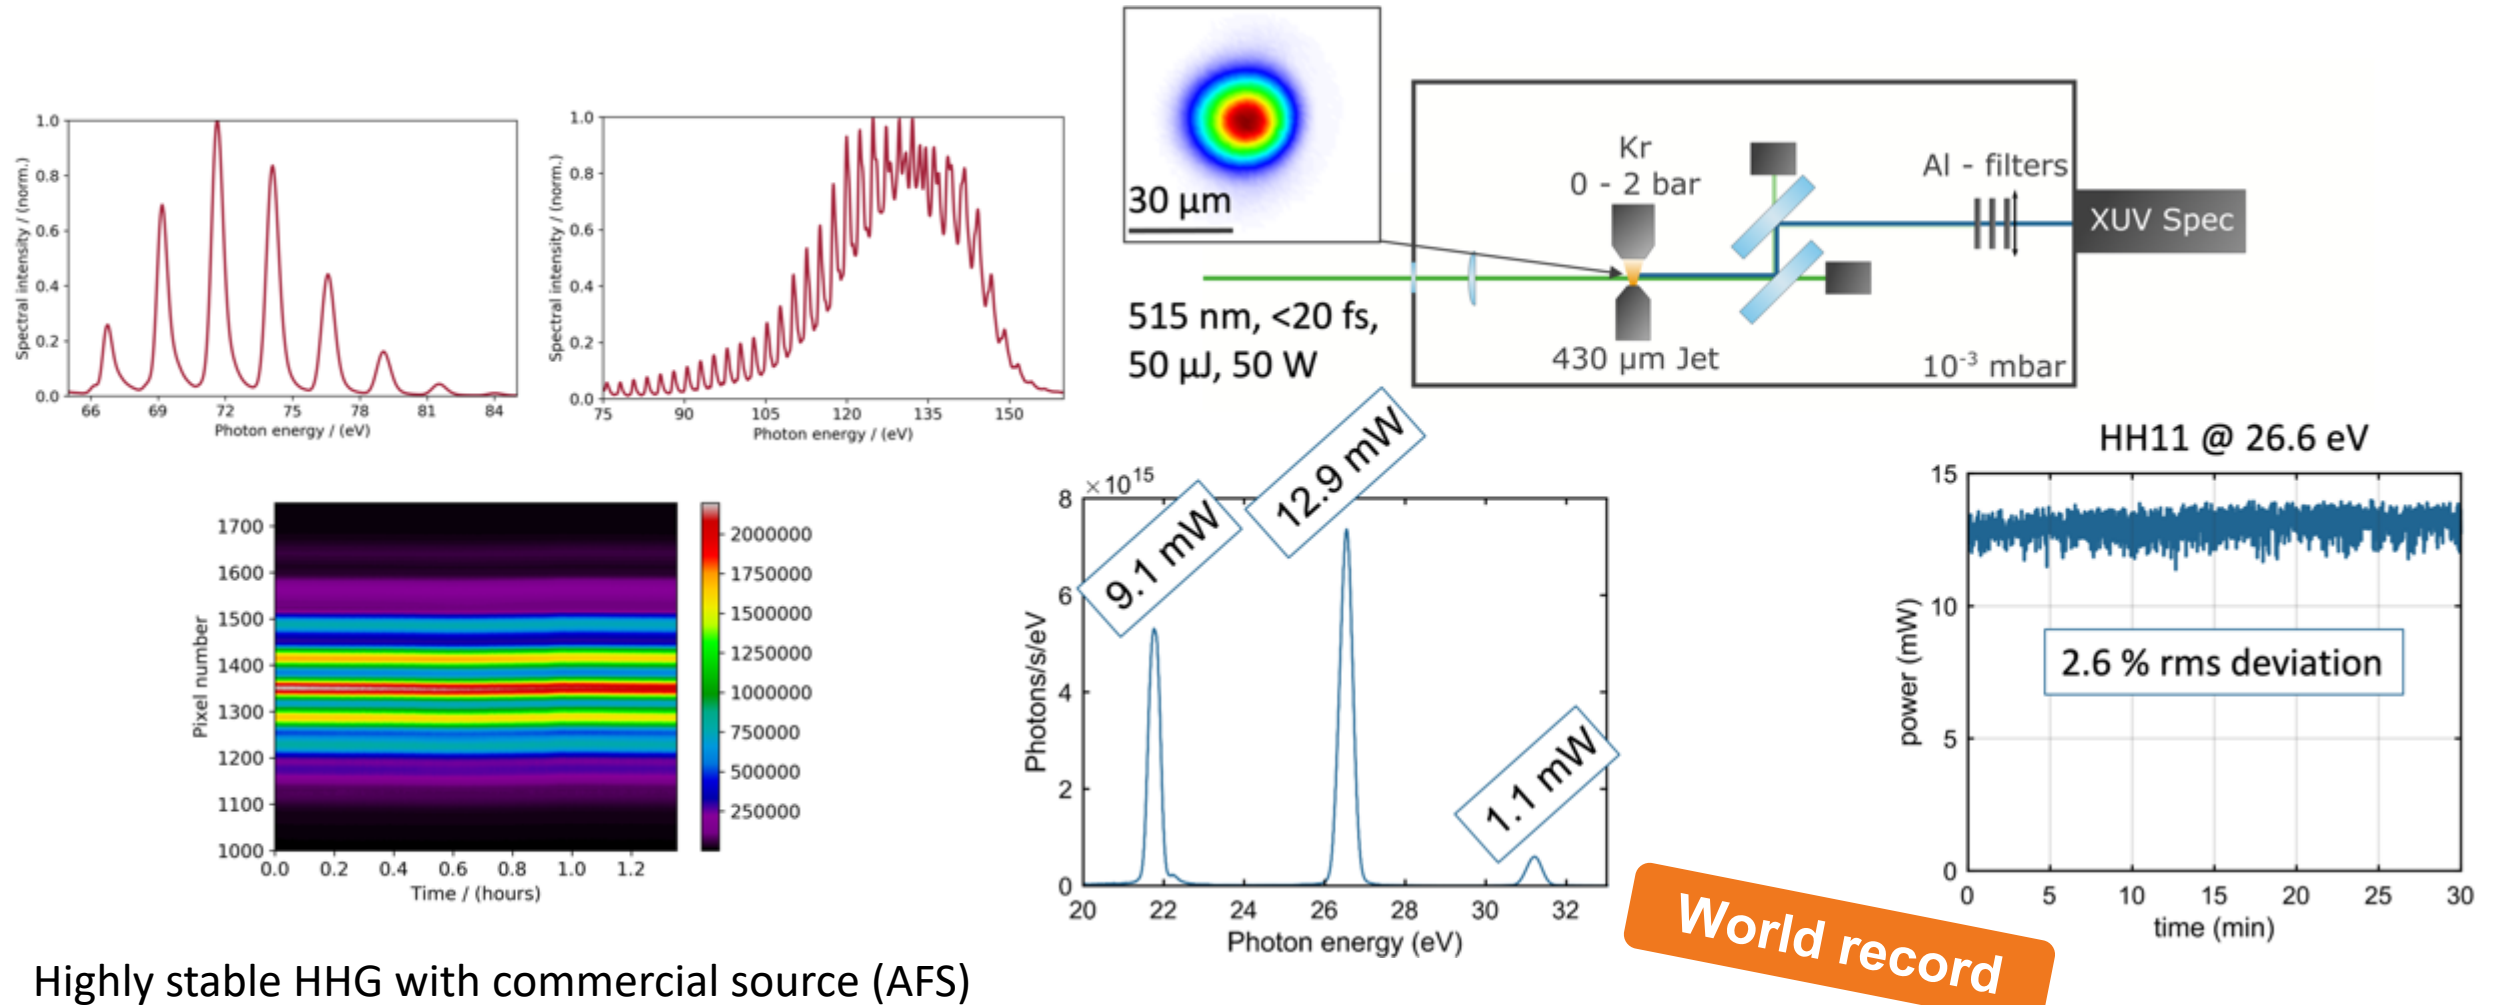 1.0
0.8
0.6
0.4
0.2
0.0
Spectral intensity / (norm.)
66 69 72 75 78 81 84
Photon energy / (eV)
1.0
0.8
0.6
0.4
0.2
0.0
Spectral intensity / (norm.)
75 90 105 120 135 150
Photon energy / (eV)
30 µm
515 nm, <20 fs,
50 µJ, 50 W
Kr
0 - 2 bar
430 µm Jet
Al - filters
10-3 mbar
XUV Spec
1700
1600
1500
1400
1300
1200
1100
1000
Pixel number
0.0 0.2 0.4 0.6 0.8 1.0 1.2
Time / (hours)
2000000
1750000
1500000
1250000
1000000
750000
500000
250000
×1015
8
6
4
2
0
Photons/s/eV
9.1 mW
12.9 mW
1.1 mW
20 22 24 26 28 30 32
Photon energy (eV)
HH11 @ 26.6 eV
15
10
5
0
power (mW)
2.6 % rms deviation
0 5 10 15 20 25 30
time (min)
World record
Highly stable HHG with commercial source (AFS)